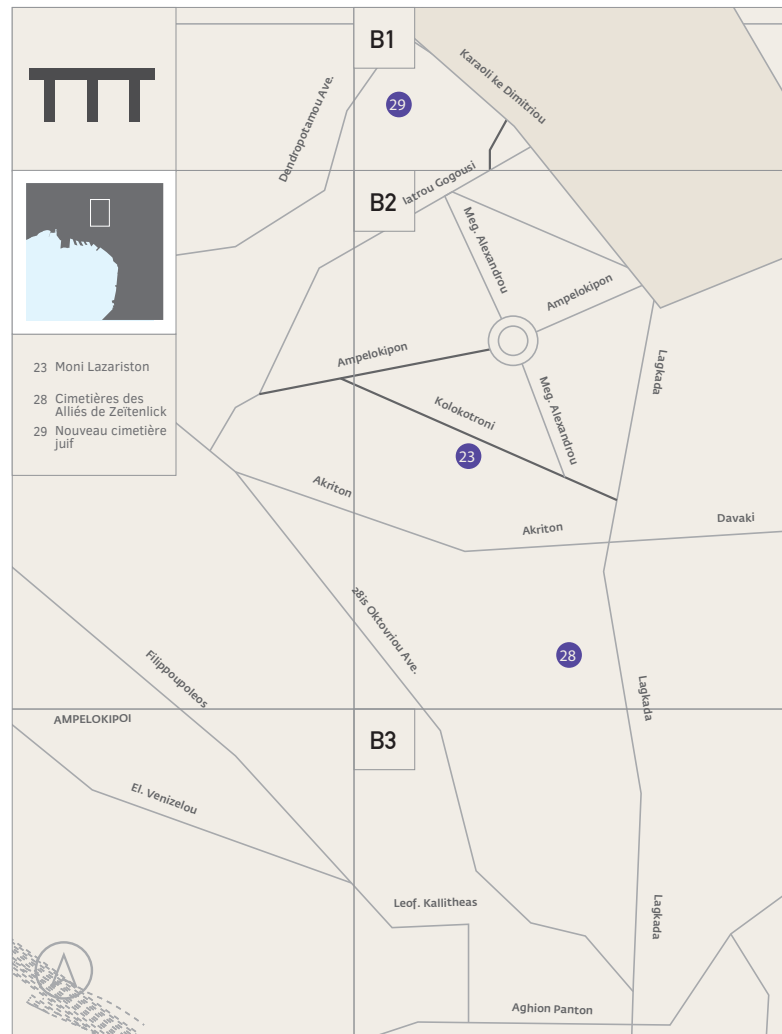 B1
Karaoli ke Dimitriou
29
Dendropotamou Ave.
Iatrou Gogousi
B2
Meg. Alexandrou
Ampelokipon
Ampelokipon
Lagkada
23 Moni Lazariston
28 Cimetières des
Alliés de Zeïtenlick
29 Nouveau cimetière
juif
Meg. Alexandrou
Kolokotroni
23
Akriton
Akriton
Davaki
28is Oktovriou Ave.
28
Filippoupoleos
Lagkada
AMPELOKIPOI
B3
El. Venizelou
Leof. Kallitheas
Lagkada
Aghion Panton